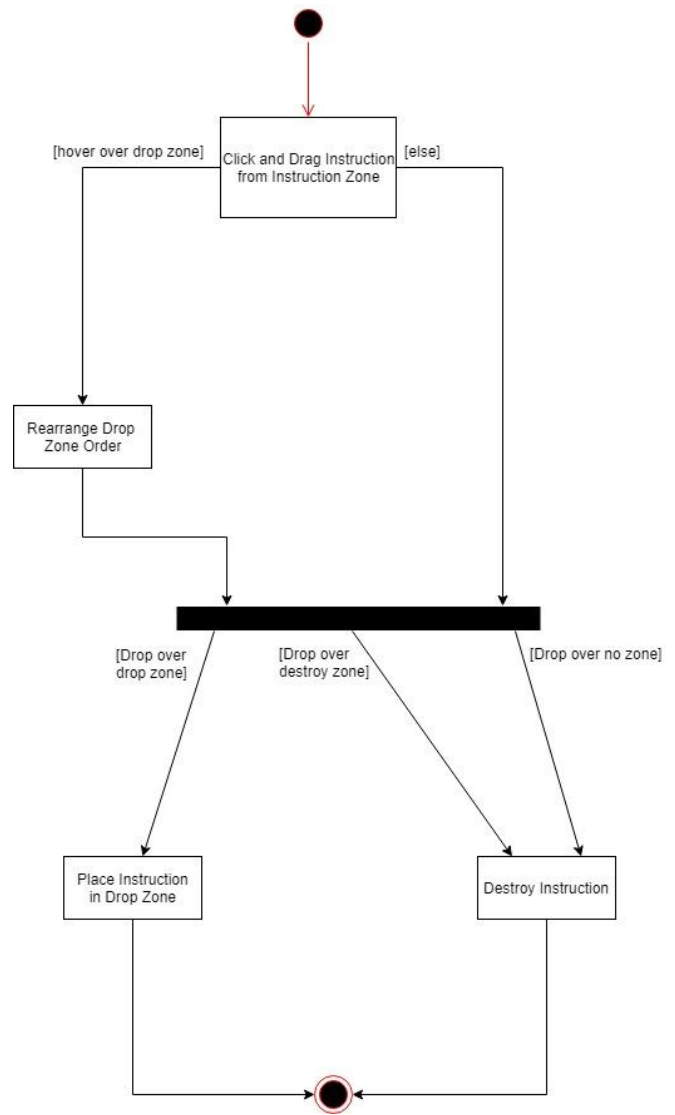 [hover over drop zone]
Click and Drag Instruction
from Instruction Zone
[else]
Rearrange Drop
Zone Order
[Drop over
drop zone]
[Drop over
destroy zone]
[Drop over no zone]
Place Instruction
in Drop Zone
Destroy Instruction